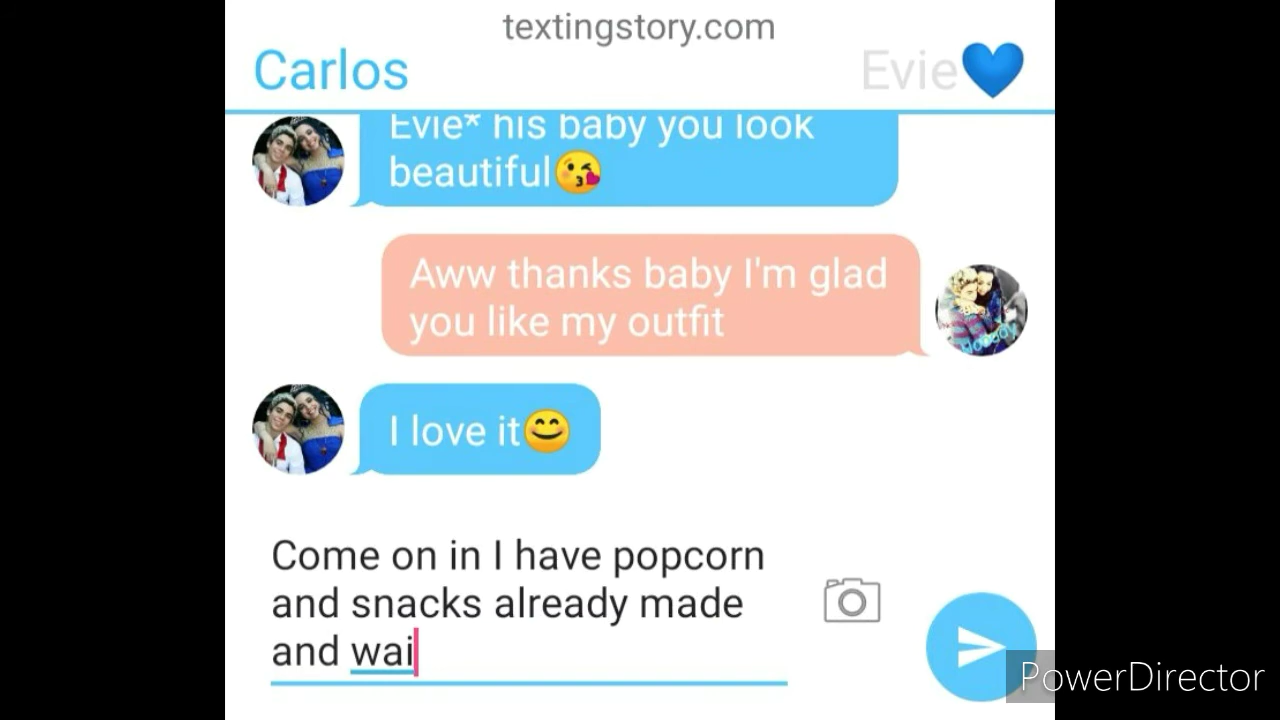 textingstory.com
Carlos
Evie💙
Evie* his baby you look
beautiful😘
Aww thanks baby I'm glad
you like my outfit
I love it😊
Come on in I have popcorn
and snacks already made
and wai
PowerDirector